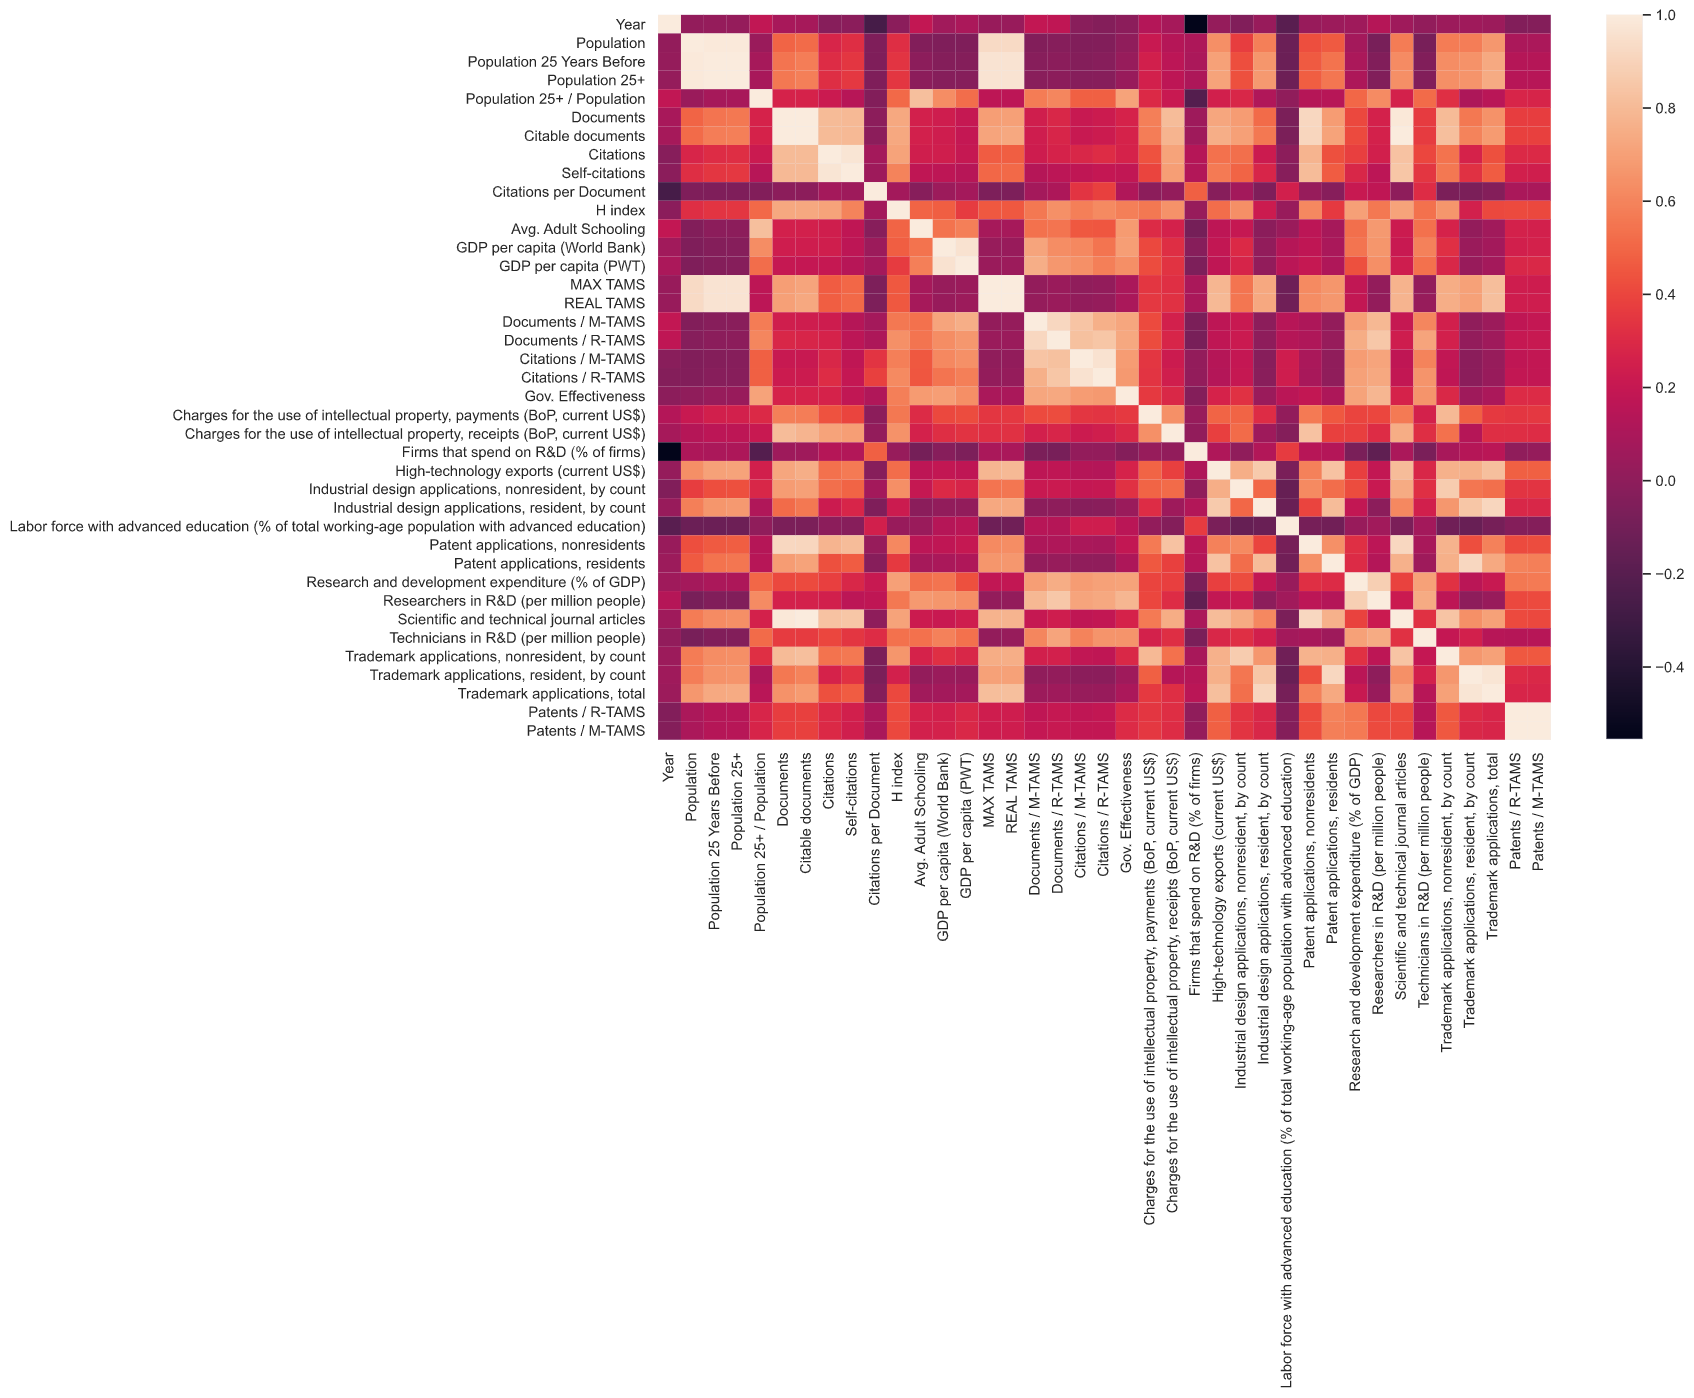 Year
Population
Population 25 Years Before
Population 25+
Population 25+ / Population
Documents
Citable documents
Citations
Self-citations
Citations per Document
H index
Avg. Adult Schooling
GDP per capita (World Bank)
GDP per capita (PWT)
MAX TAMS
REAL TAMS
Documents / M-TAMS
Documents / R-TAMS
Citations / M-TAMS
Citations / R-TAMS
Gov. Effectiveness
Charges for the use of intellectual property, payments (BoP, current US$)
Charges for the use of intellectual property, receipts (BoP, current US$)
Firms that spend on R&D (% of firms)
High-technology exports (current US$)
Industrial design applications, nonresident, by count
Industrial design applications, resident, by count
Labor force with advanced education (% of total working-age population with advanced education)
Patent applications, nonresidents
Patent applications, residents
Research and development expenditure (% of GDP)
Researchers in R&D (per million people)
Scientific and technical journal articles
Technicians in R&D (per million people)
Trademark applications, nonresident, by count
Trademark applications, resident, by count
Trademark applications, total
Patents / R-TAMS
Patents / M-TAMS
Year
Population
Population 25 Years Before
Population 25+
Population 25+ / Population
Documents
Citable documents
Citations
Self-citations
Citations per Document
H index
Avg. Adult Schooling
GDP per capita (World Bank)
GDP per capita (PWT)
MAX TAMS
REAL TAMS
Documents / M-TAMS
Documents / R-TAMS
Citations / M-TAMS
Citations / R-TAMS
Gov. Effectiveness
Charges for the use of intellectual property, payments (BoP, current US$)
Charges for the use of intellectual property, receipts (BoP, current US$)
Firms that spend on R&D (% of firms)
High-technology exports (current US$)
Industrial design applications, nonresident, by count
Industrial design applications, resident, by count
Labor force with advanced education (% of total working-age population with advanced education)
Patent applications, nonresidents
Patent applications, residents
Research and development expenditure (% of GDP)
Researchers in R&D (per million people)
Scientific and technical journal articles
Technicians in R&D (per million people)
Trademark applications, nonresident, by count
Trademark applications, resident, by count
Trademark applications, total
Patents / R-TAMS
Patents / M-TAMS
1.0
0.8
0.6
0.4
0.2
0.0
−0.2
−0.4